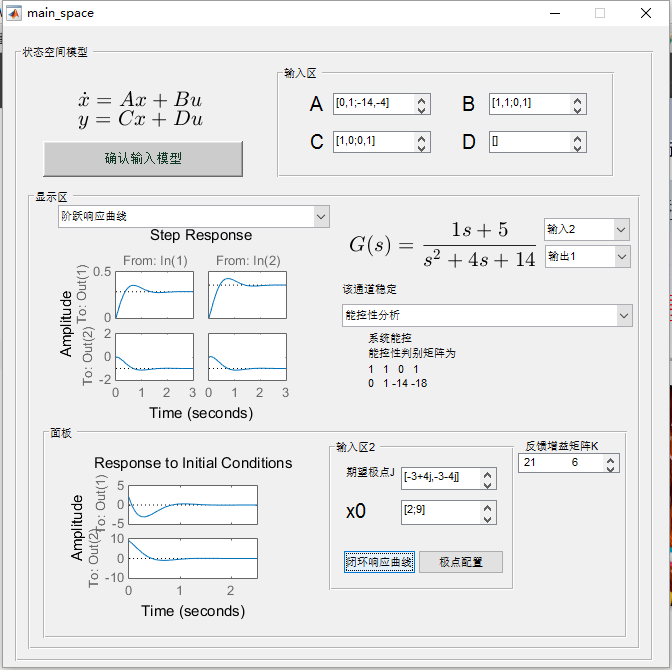 main_space
状态空间模型
ẋ = Ax + Bu
y = Cx + Du
确认输入模型
输入区
A [0,1;-14,-4]
B [1,1;0,1]
C [1,0;0,1]
D []
显示区
阶跃响应曲线
Step Response
From: In(1) From: In(2)
Amplitude
To: Out(1)
To: Out(2)
0.5
0
2
-2
0 1 2 3 0 1 2 3
Time (seconds)
G(s) = \frac{1s + 5}{s^2 + 4s + 14}
输入2
输出1
该通道稳定
能控性分析
系统能控
能控性判别矩阵为
1 1 0 1
0 1 -14 -18
面板
Response to Initial Conditions
Amplitude
To: Out(1)
To: Out(2)
5
0
-5
10
0
-10
0 1 2
Time (seconds)
输入区2
期望极点J [-3+4j,-3-4j]
x0 [2;9]
闭环响应曲线 极点配置
反馈增益矩阵K
21 6